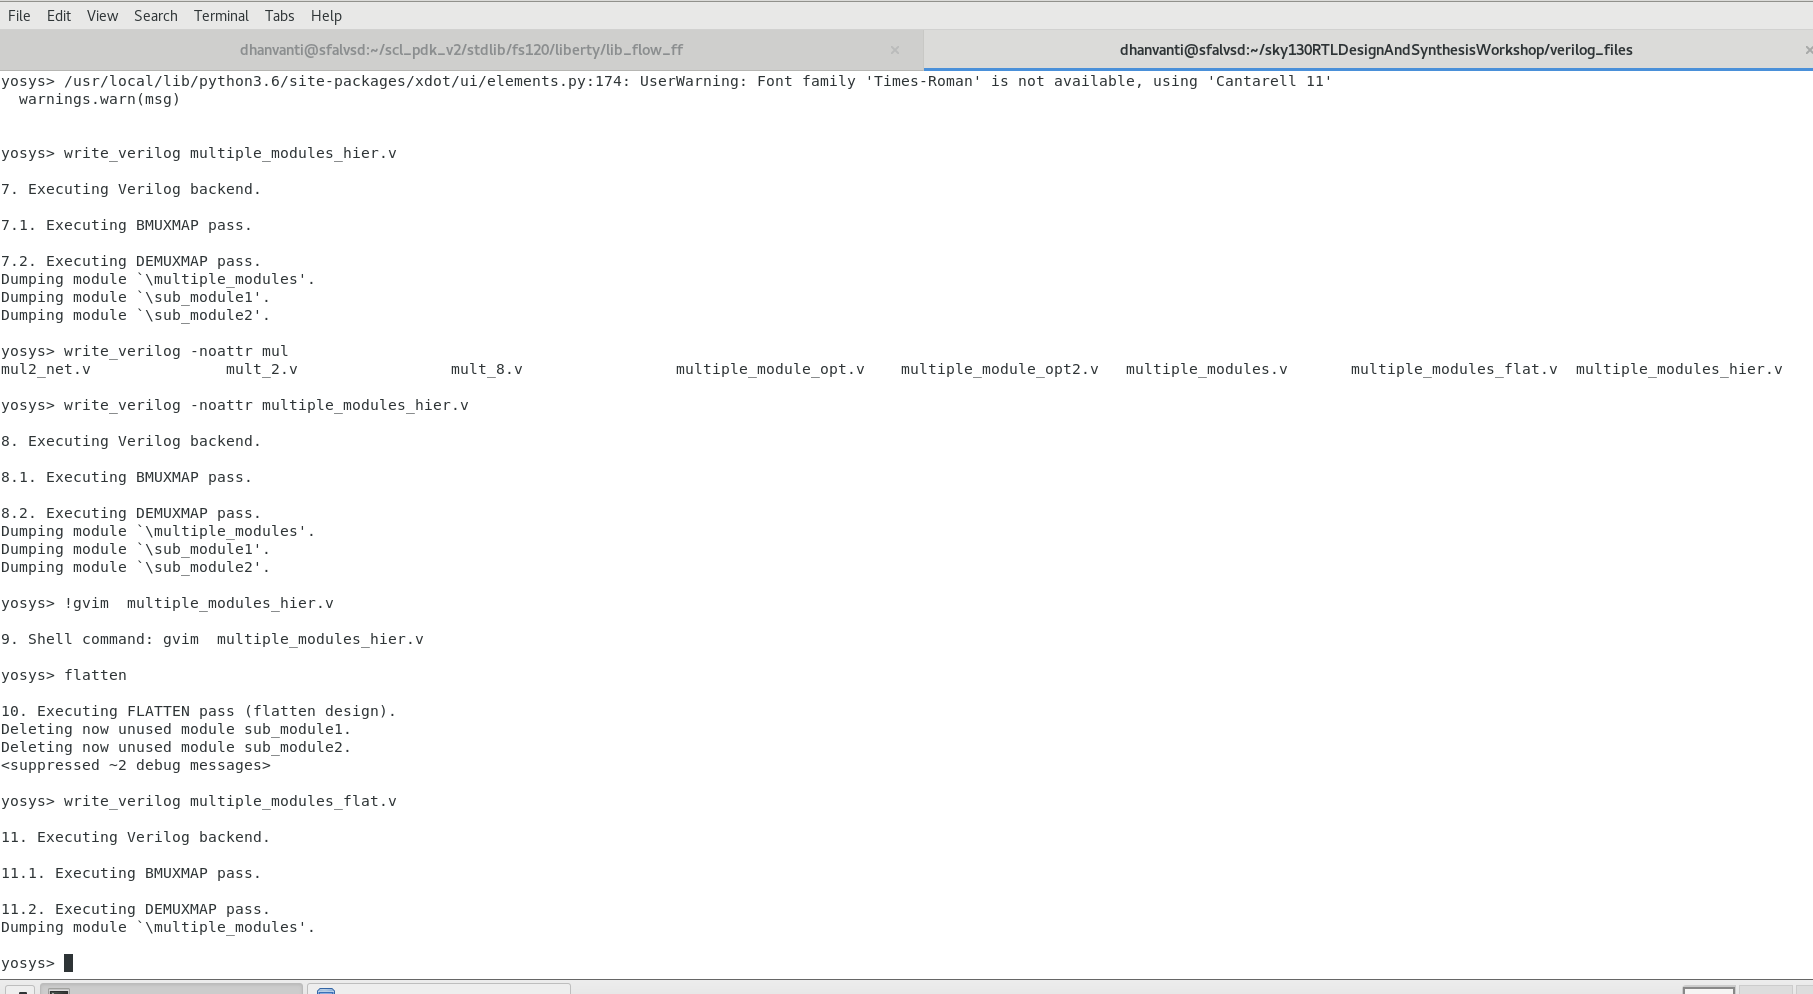 File Edit View Search Terminal Tabs Help
dhanvanti@sfalvsd:~/scl_pdk_v2/stdlib/fs120/liberty/lib_flow_ff × dhanvanti@sfalvsd:~/sky130RTLDesignAndSynthesisWorkshop/verilog_files ×
yosys> /usr/local/lib/python3.6/site-packages/xdot/ui/elements.py:174: UserWarning: Font family 'Times-Roman' is not available, using 'Cantarell 11'
  warnings.warn(msg)
yosys> write_verilog multiple_modules_hier.v
7. Executing Verilog backend.
7.1. Executing BMUXMAP pass.
7.2. Executing DEMUXMAP pass.
Dumping module `\multiple_modules'.
Dumping module `\sub_module1'.
Dumping module `\sub_module2'.
yosys> write_verilog -noattr mul
mul2_net.v mult_2.v mult_8.v multiple_module_opt.v multiple_module_opt2.v multiple_modules.v multiple_modules_flat.v multiple_modules_hier.v
yosys> write_verilog -noattr multiple_modules_hier.v
8. Executing Verilog backend.
8.1. Executing BMUXMAP pass.
8.2. Executing DEMUXMAP pass.
Dumping module `\multiple_modules'.
Dumping module `\sub_module1'.
Dumping module `\sub_module2'.
yosys> !gvim  multiple_modules_hier.v
9. Shell command: gvim  multiple_modules_hier.v
yosys> flatten
10. Executing FLATTEN pass (flatten design).
Deleting now unused module sub_module1.
Deleting now unused module sub_module2.
<suppressed ~2 debug messages>
yosys> write_verilog multiple_modules_flat.v
11. Executing Verilog backend.
11.1. Executing BMUXMAP pass.
11.2. Executing DEMUXMAP pass.
Dumping module `\multiple_modules'.
yosys>